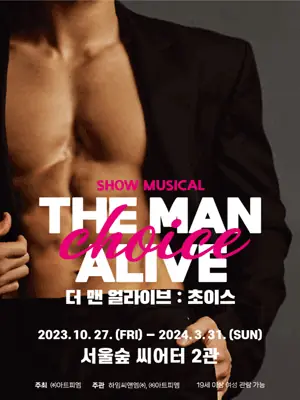 SHOW MUSICAL
THE MAN
choice
ALIVE
더 맨 얼라이브 : 초이스
2023.10.27.(FRI) – 2024.3.31.(SUN)
서울숲 씨어터 2관
주최 ㈜아트피엠 주관 하임씨앤엠㈜, ㈜아트피엠 19세 이상 여성 관람 가능